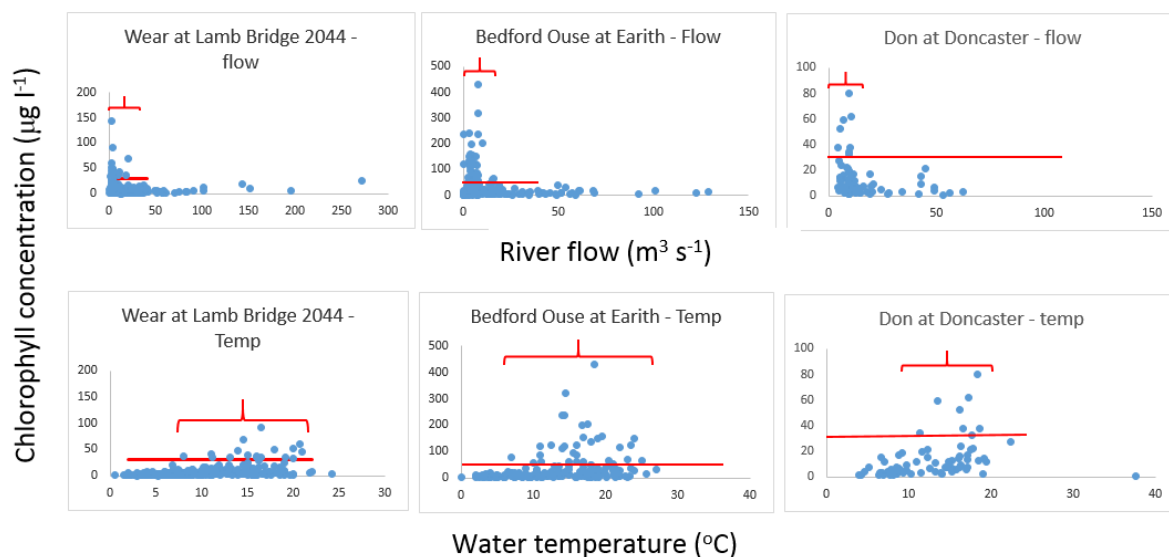 Chlorophyll concentration (µg l-1)
Wear at Lamb Bridge 2044 -
flow
200
150
100
50
0
0 50 100 150 200 250 300
Bedford Ouse at Earith - Flow
500
400
300
200
100
0
0 50 100 150
Don at Doncaster - flow
100
80
60
40
20
0
0 50 100 150
River flow (m3 s-1)
Wear at Lamb Bridge 2044 -
Temp
200
150
100
50
0
0 5 10 15 20 25 30
Bedford Ouse at Earith - Temp
500
400
300
200
100
0
0 10 20 30 40
Don at Doncaster - temp
100
80
60
40
20
0
0 10 20 30 40
Water temperature (oC)